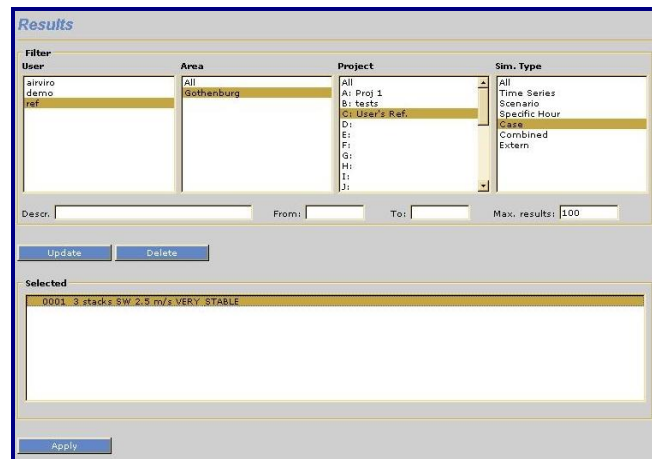 Results
Filter
User
airviro
demo
ref
Area
All
Gothenburg
Project
All
A: Proj 1
B: tests
C: User's Ref.
D:
E:
F:
G:
H:
I:
J:
Sim. Type
All
Time Series
Scenario
Specific Hour
Case
Combined
Extern
Descr.
From:
To:
Max. results: 100
Update
Delete
Selected
0001 3 stacks SW 2.5 m/s VERY STABLE
Apply